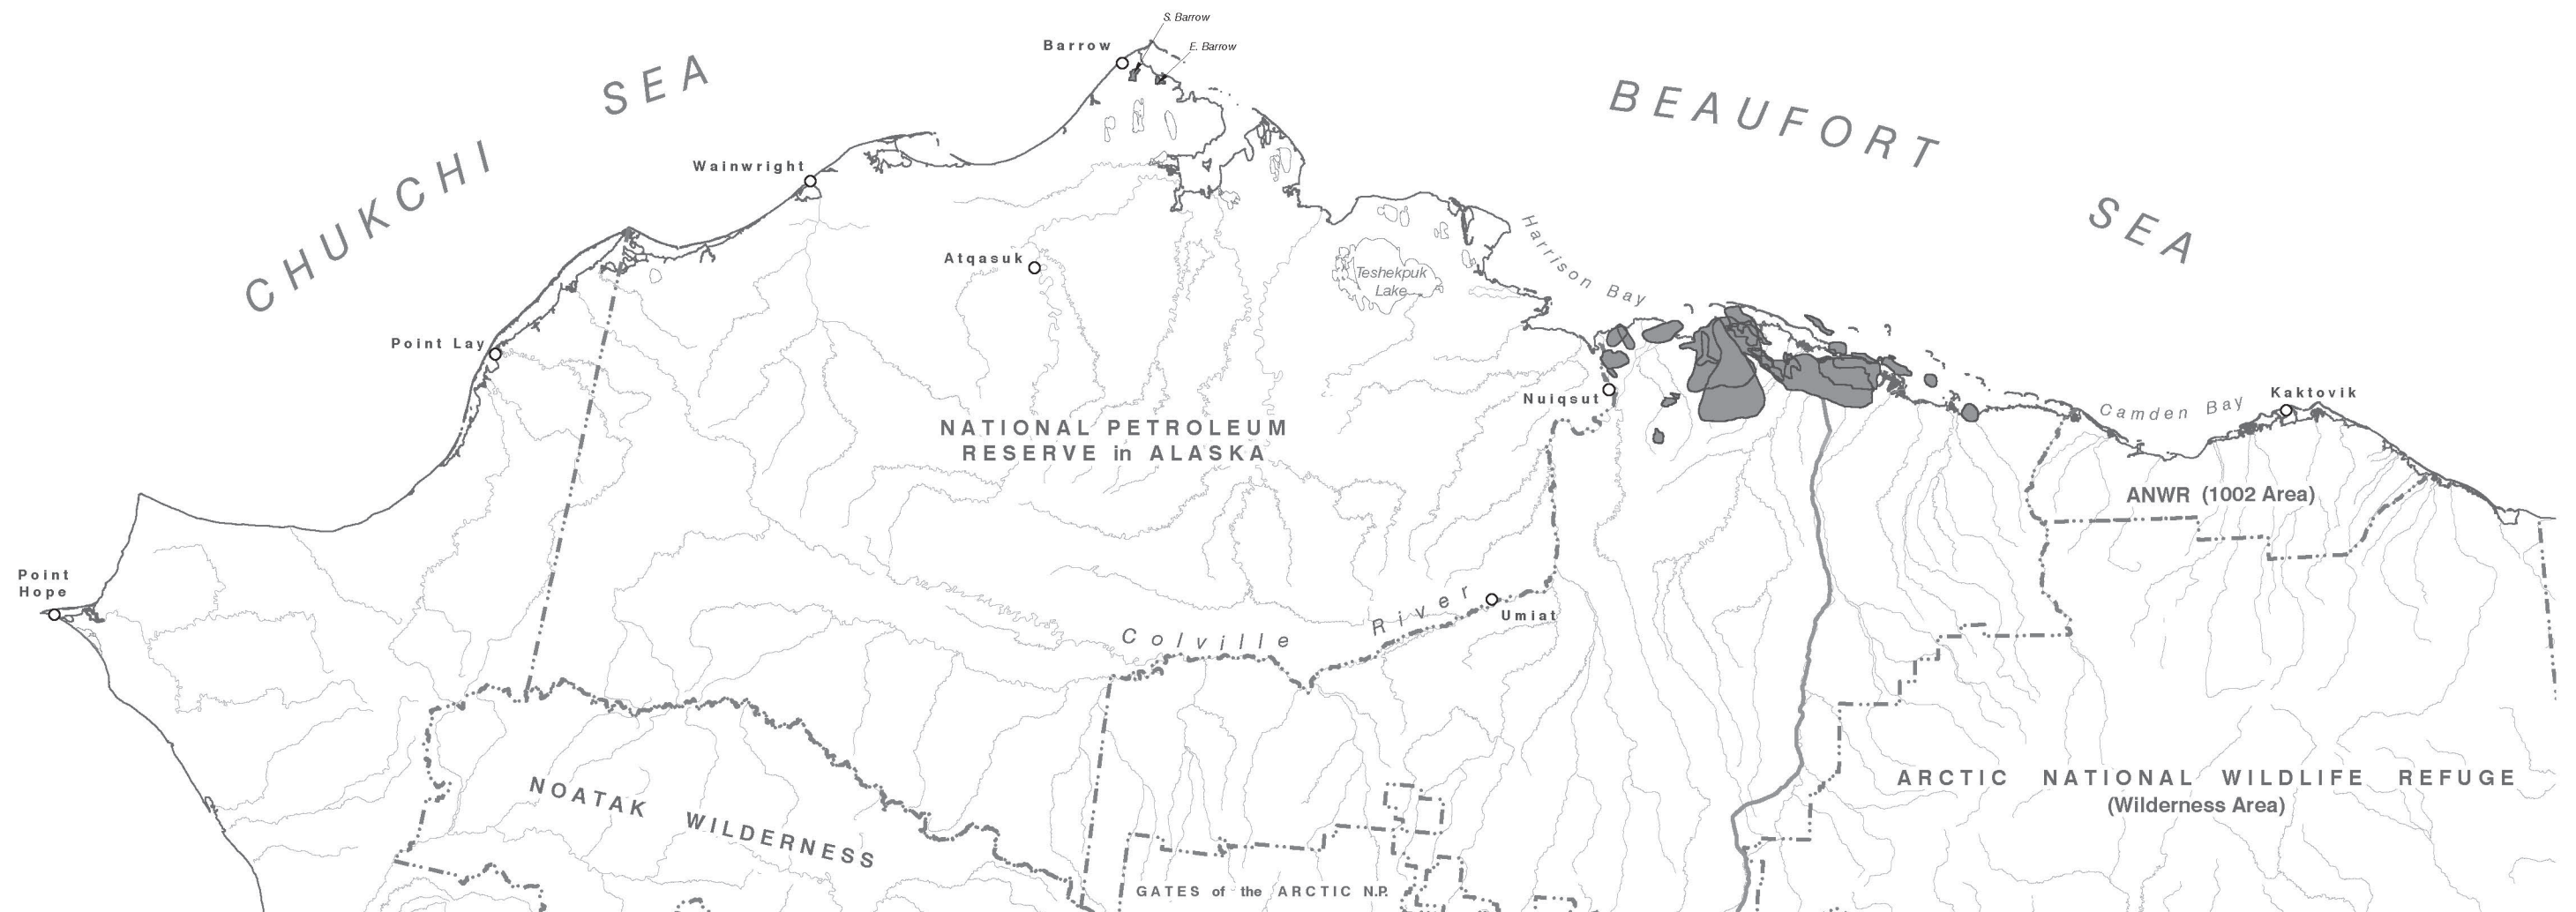 S. Barrow
Barrow
E. Barrow
CHUKCHI SEA
BEAUFORT SEA
Wainwright
Harrison Bay
Atqasuk
Teshekpuk
Lake
Point Lay
Nuiqsut
Kaktovik
Camden Bay
NATIONAL PETROLEUM
RESERVE in ALASKA
ANWR (1002 Area)
Point
Hope
Colville River
Umiat
NOATAK WILDERNESS
ARCTIC NATIONAL WILDLIFE REFUGE
(Wilderness Area)
GATES of the ARCTIC N.P.